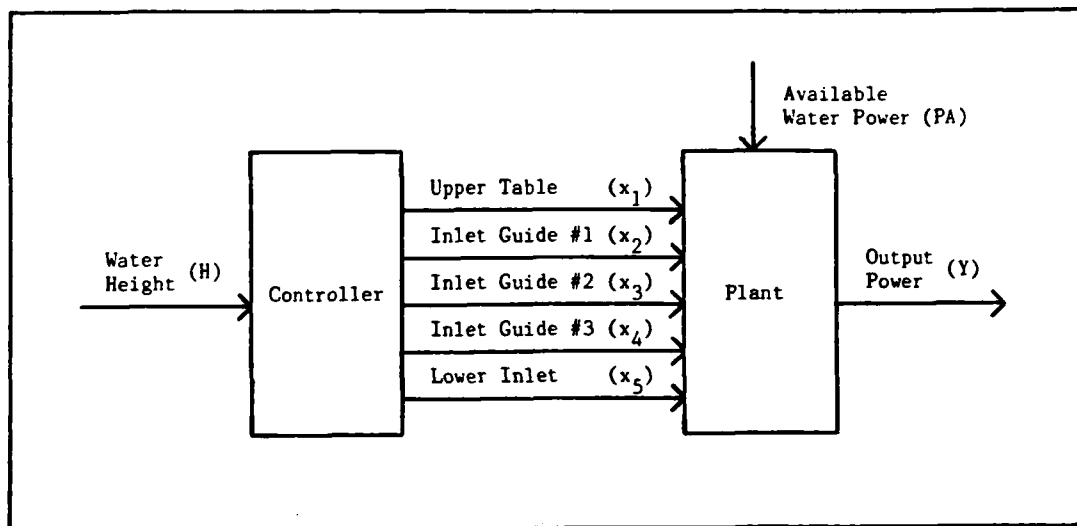 Available
Water Power (PA)
Upper Table (x₁)
Inlet Guide #1 (x₂)
Water
Height (H)
Controller
Inlet Guide #2 (x₃)
Plant
Output
Power (Y)
Inlet Guide #3 (x₄)
Lower Inlet (x₅)